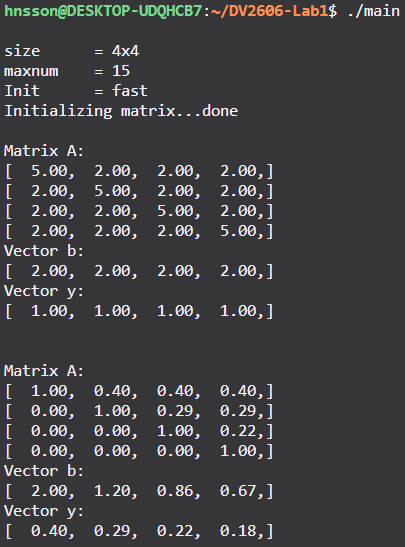 hnsson@DESKTOP-UDQHCB7:~/DV2606-Lab1$ ./main
size      = 4x4
maxnum    = 15
Init      = fast
Initializing matrix...done
Matrix A:
[  5.00,  2.00,  2.00,  2.00,]
[  2.00,  5.00,  2.00,  2.00,]
[  2.00,  2.00,  5.00,  2.00,]
[  2.00,  2.00,  2.00,  5.00,]
Vector b:
[  2.00,  2.00,  2.00,  2.00,]
Vector y:
[  1.00,  1.00,  1.00,  1.00,]
Matrix A:
[  1.00,  0.40,  0.40,  0.40,]
[  0.00,  1.00,  0.29,  0.29,]
[  0.00,  0.00,  1.00,  0.22,]
[  0.00,  0.00,  0.00,  1.00,]
Vector b:
[  2.00,  1.20,  0.86,  0.67,]
Vector y:
[  0.40,  0.29,  0.22,  0.18,]